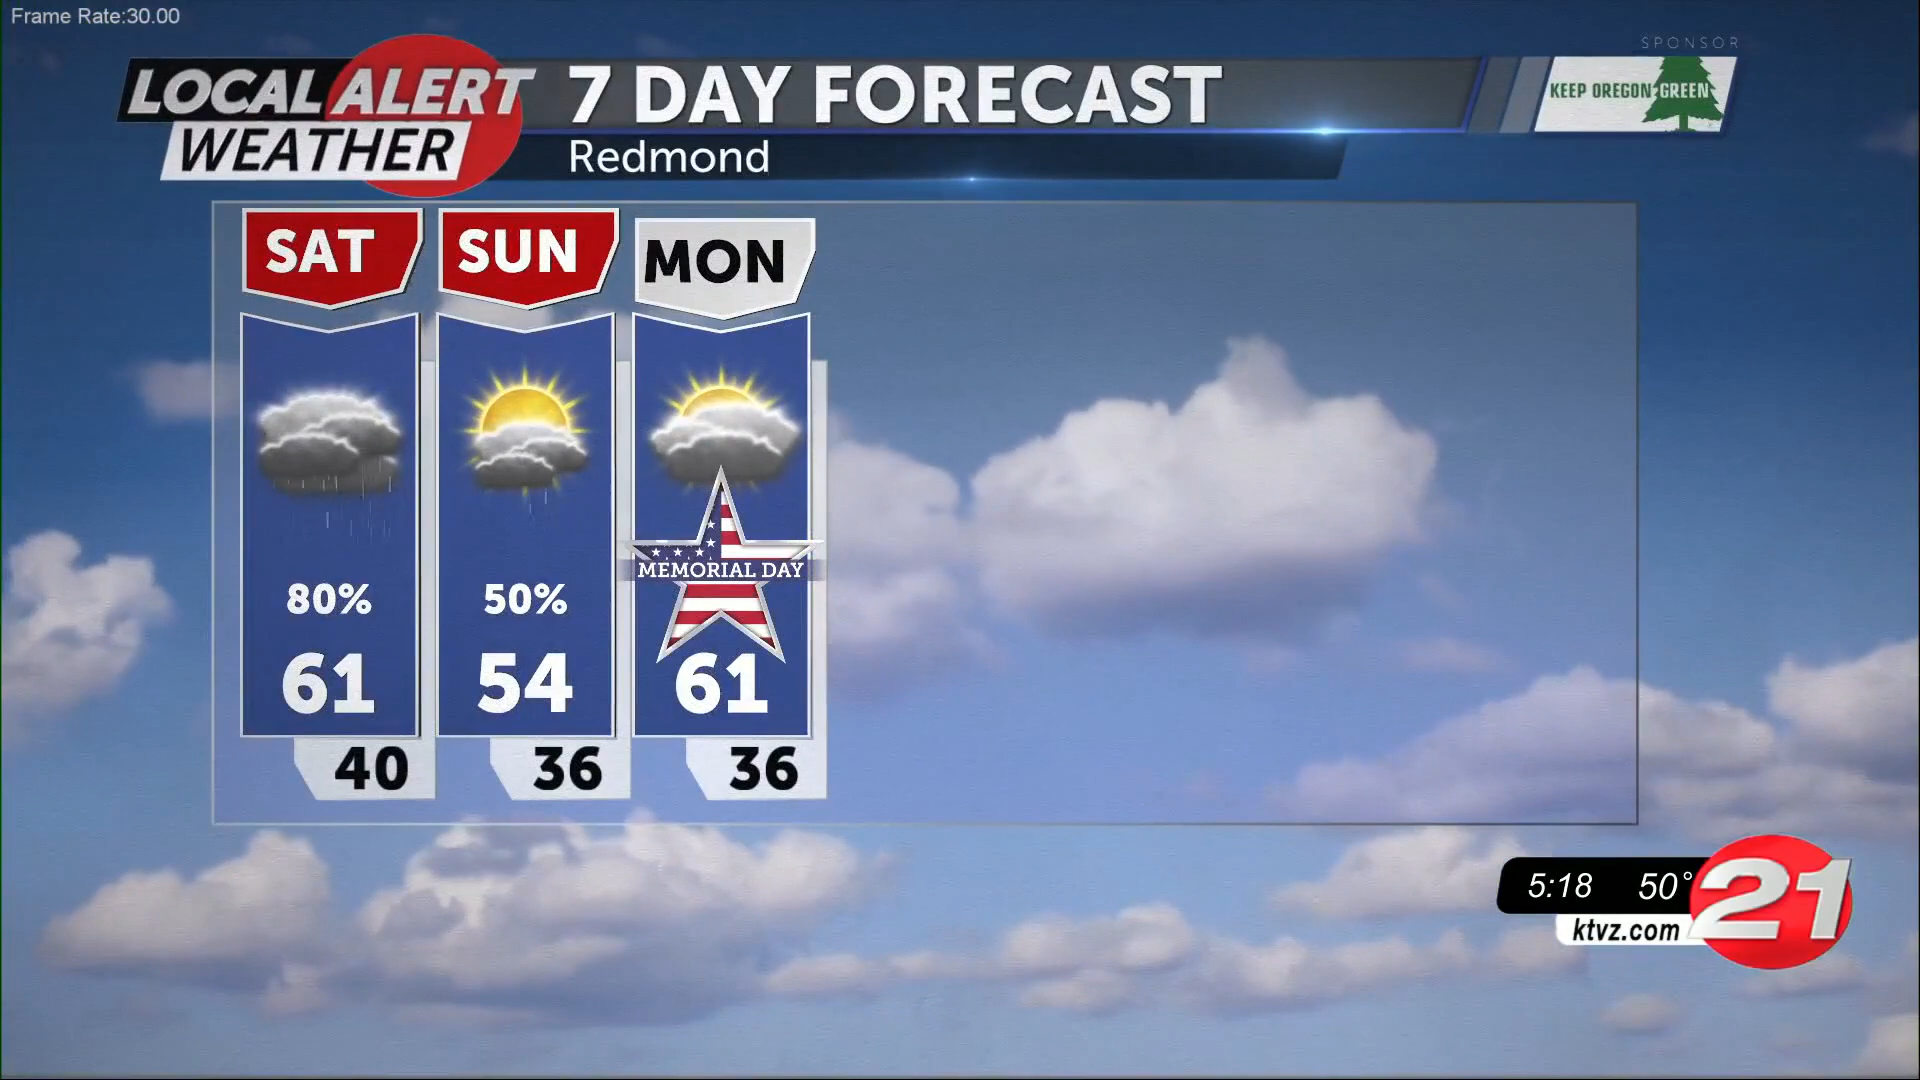 Frame Rate:30.00
SPONSOR
LOCAL ALERT
WEATHER
7 DAY FORECAST
KEEP OREGON GREEN
Redmond
SAT SUN MON
MEMORIAL DAY
80% 50%
61 54 61
40 36 36
5:18 50°
21
ktvz.com